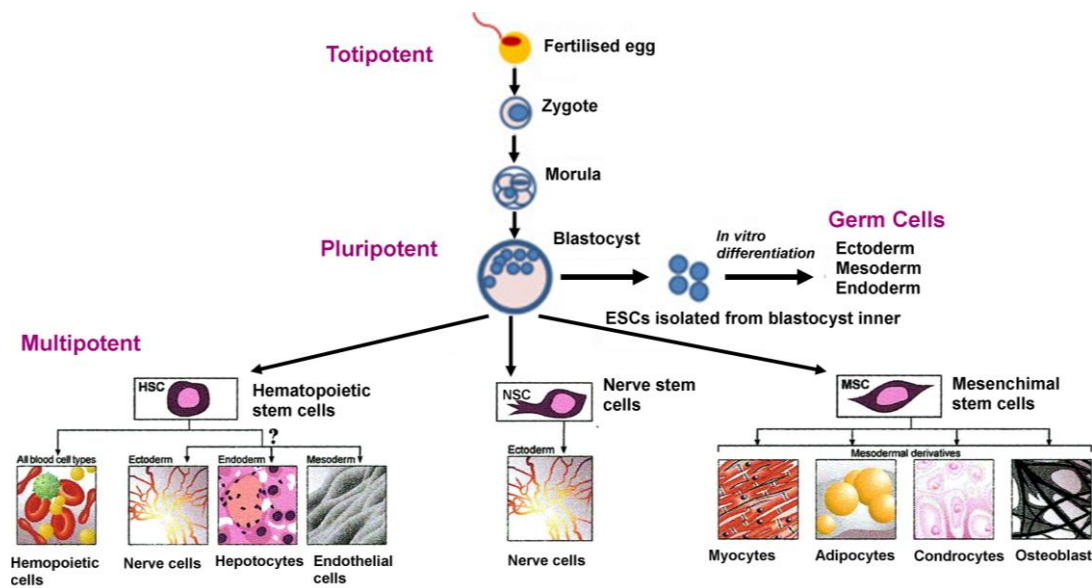 Totipotent
Fertilised egg
Zygote
Morula
Pluripotent
Blastocyst
In vitro
differentiation
Germ Cells
Ectoderm
Mesoderm
Endoderm
ESCs isolated from blastocyst inner
Multipotent
HSC
Hematopoietic
stem cells
NSC
Nerve stem
cells
MSC
Mesenchimal
stem cells
?
All blood cell types
Ectoderm
Endoderm
Mesoderm
Ectoderm
Mesodermal derivatives
Hemopoietic
cells
Nerve cells
Hepotocytes
Endothelial
cells
Nerve cells
Myocytes
Adipocytes
Condrocytes
Osteoblast